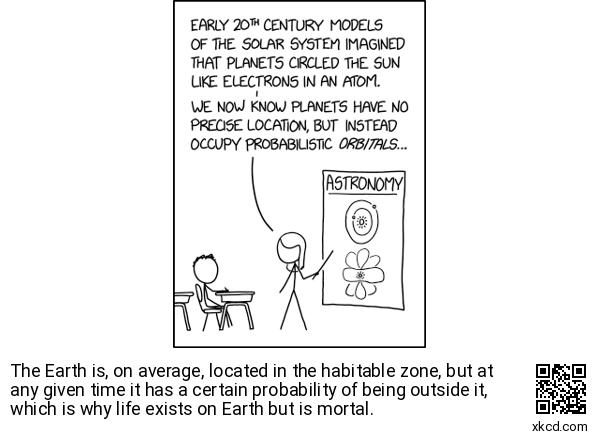 EARLY 20TH CENTURY MODELS
OF THE SOLAR SYSTEM IMAGINED
THAT PLANETS CIRCLED THE SUN
LIKE ELECTRONS IN AN ATOM.
WE NOW KNOW PLANETS HAVE NO
PRECISE LOCATION, BUT INSTEAD
OCCUPY PROBABILISTIC ORBITALS...
ASTRONOMY
The Earth is, on average, located in the habitable zone, but at
any given time it has a certain probability of being outside it,
which is why life exists on Earth but is mortal.
xkcd.com